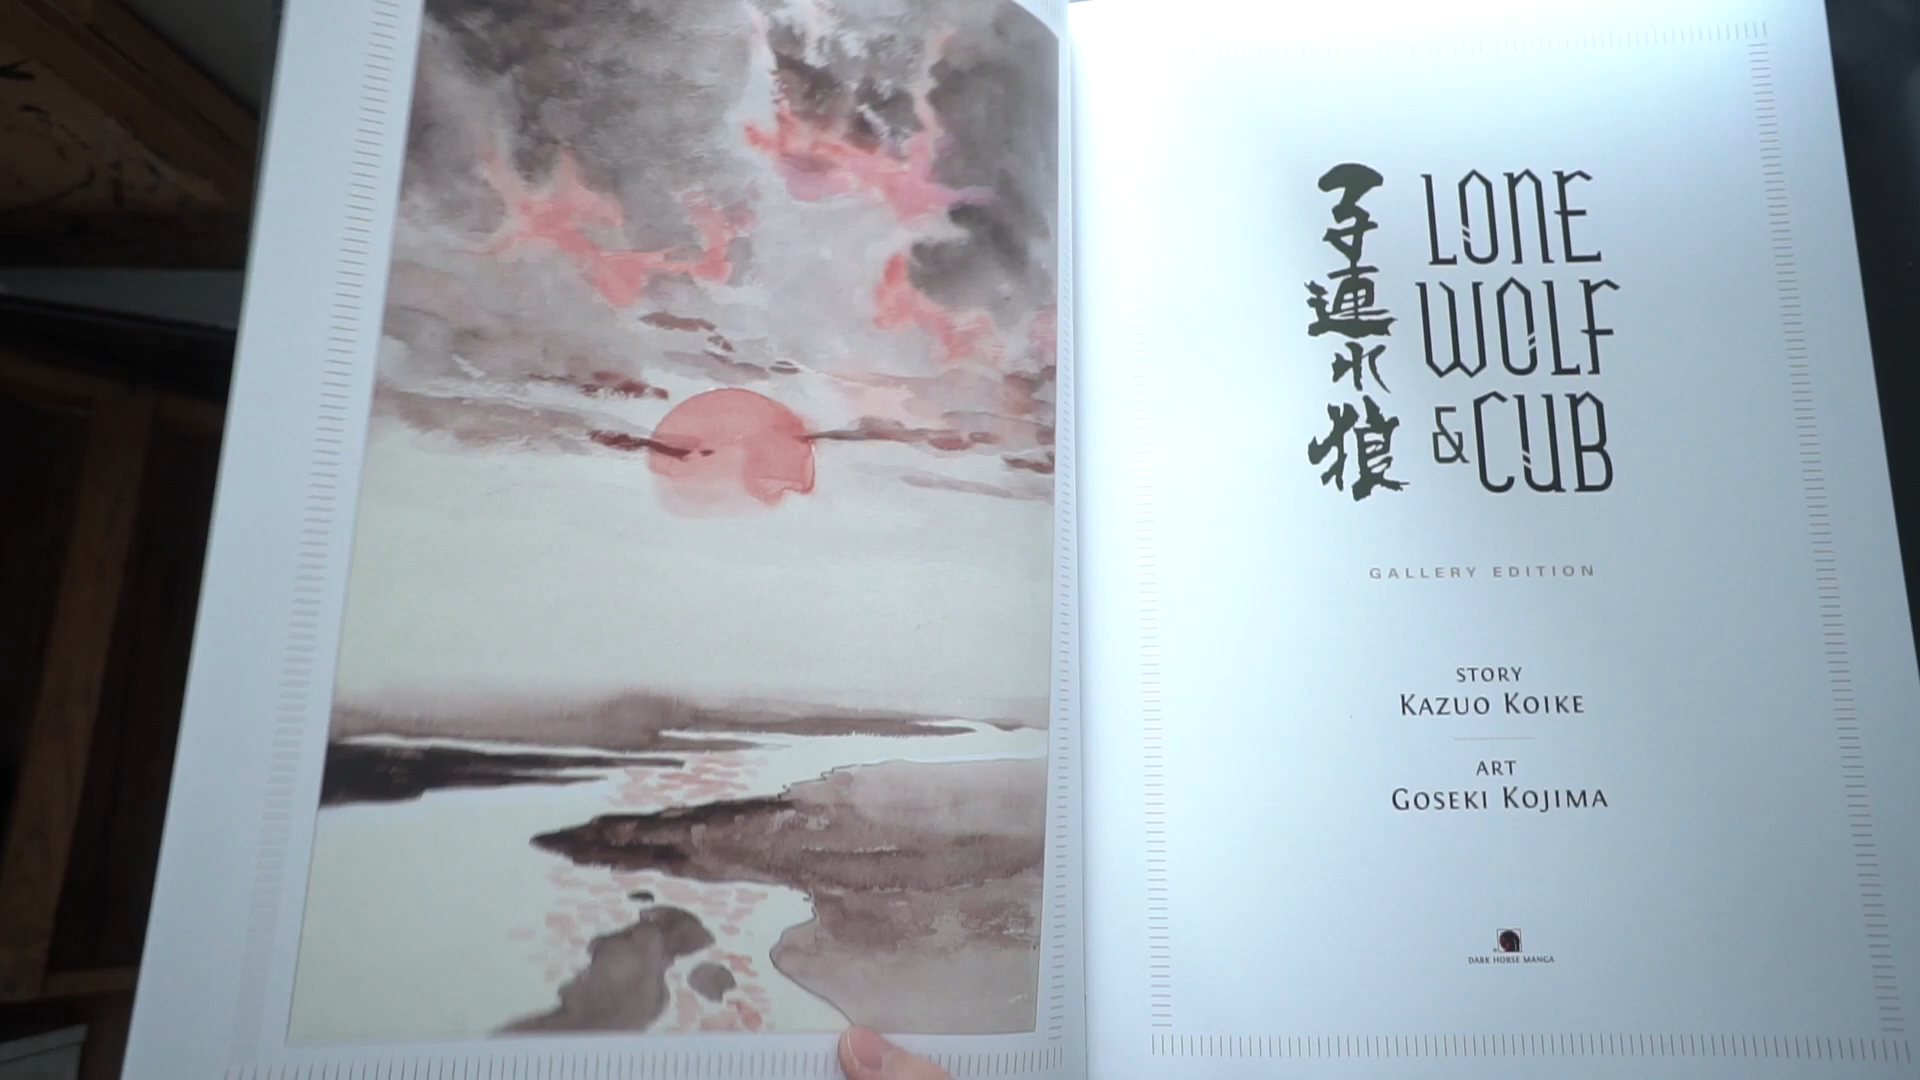 子連れ狼
LONE
WOLF
& CUB
GALLERY EDITION
STORY
KAZUO KOIKE
ART
GOSEKI KOJIMA
DARK HORSE MANGA